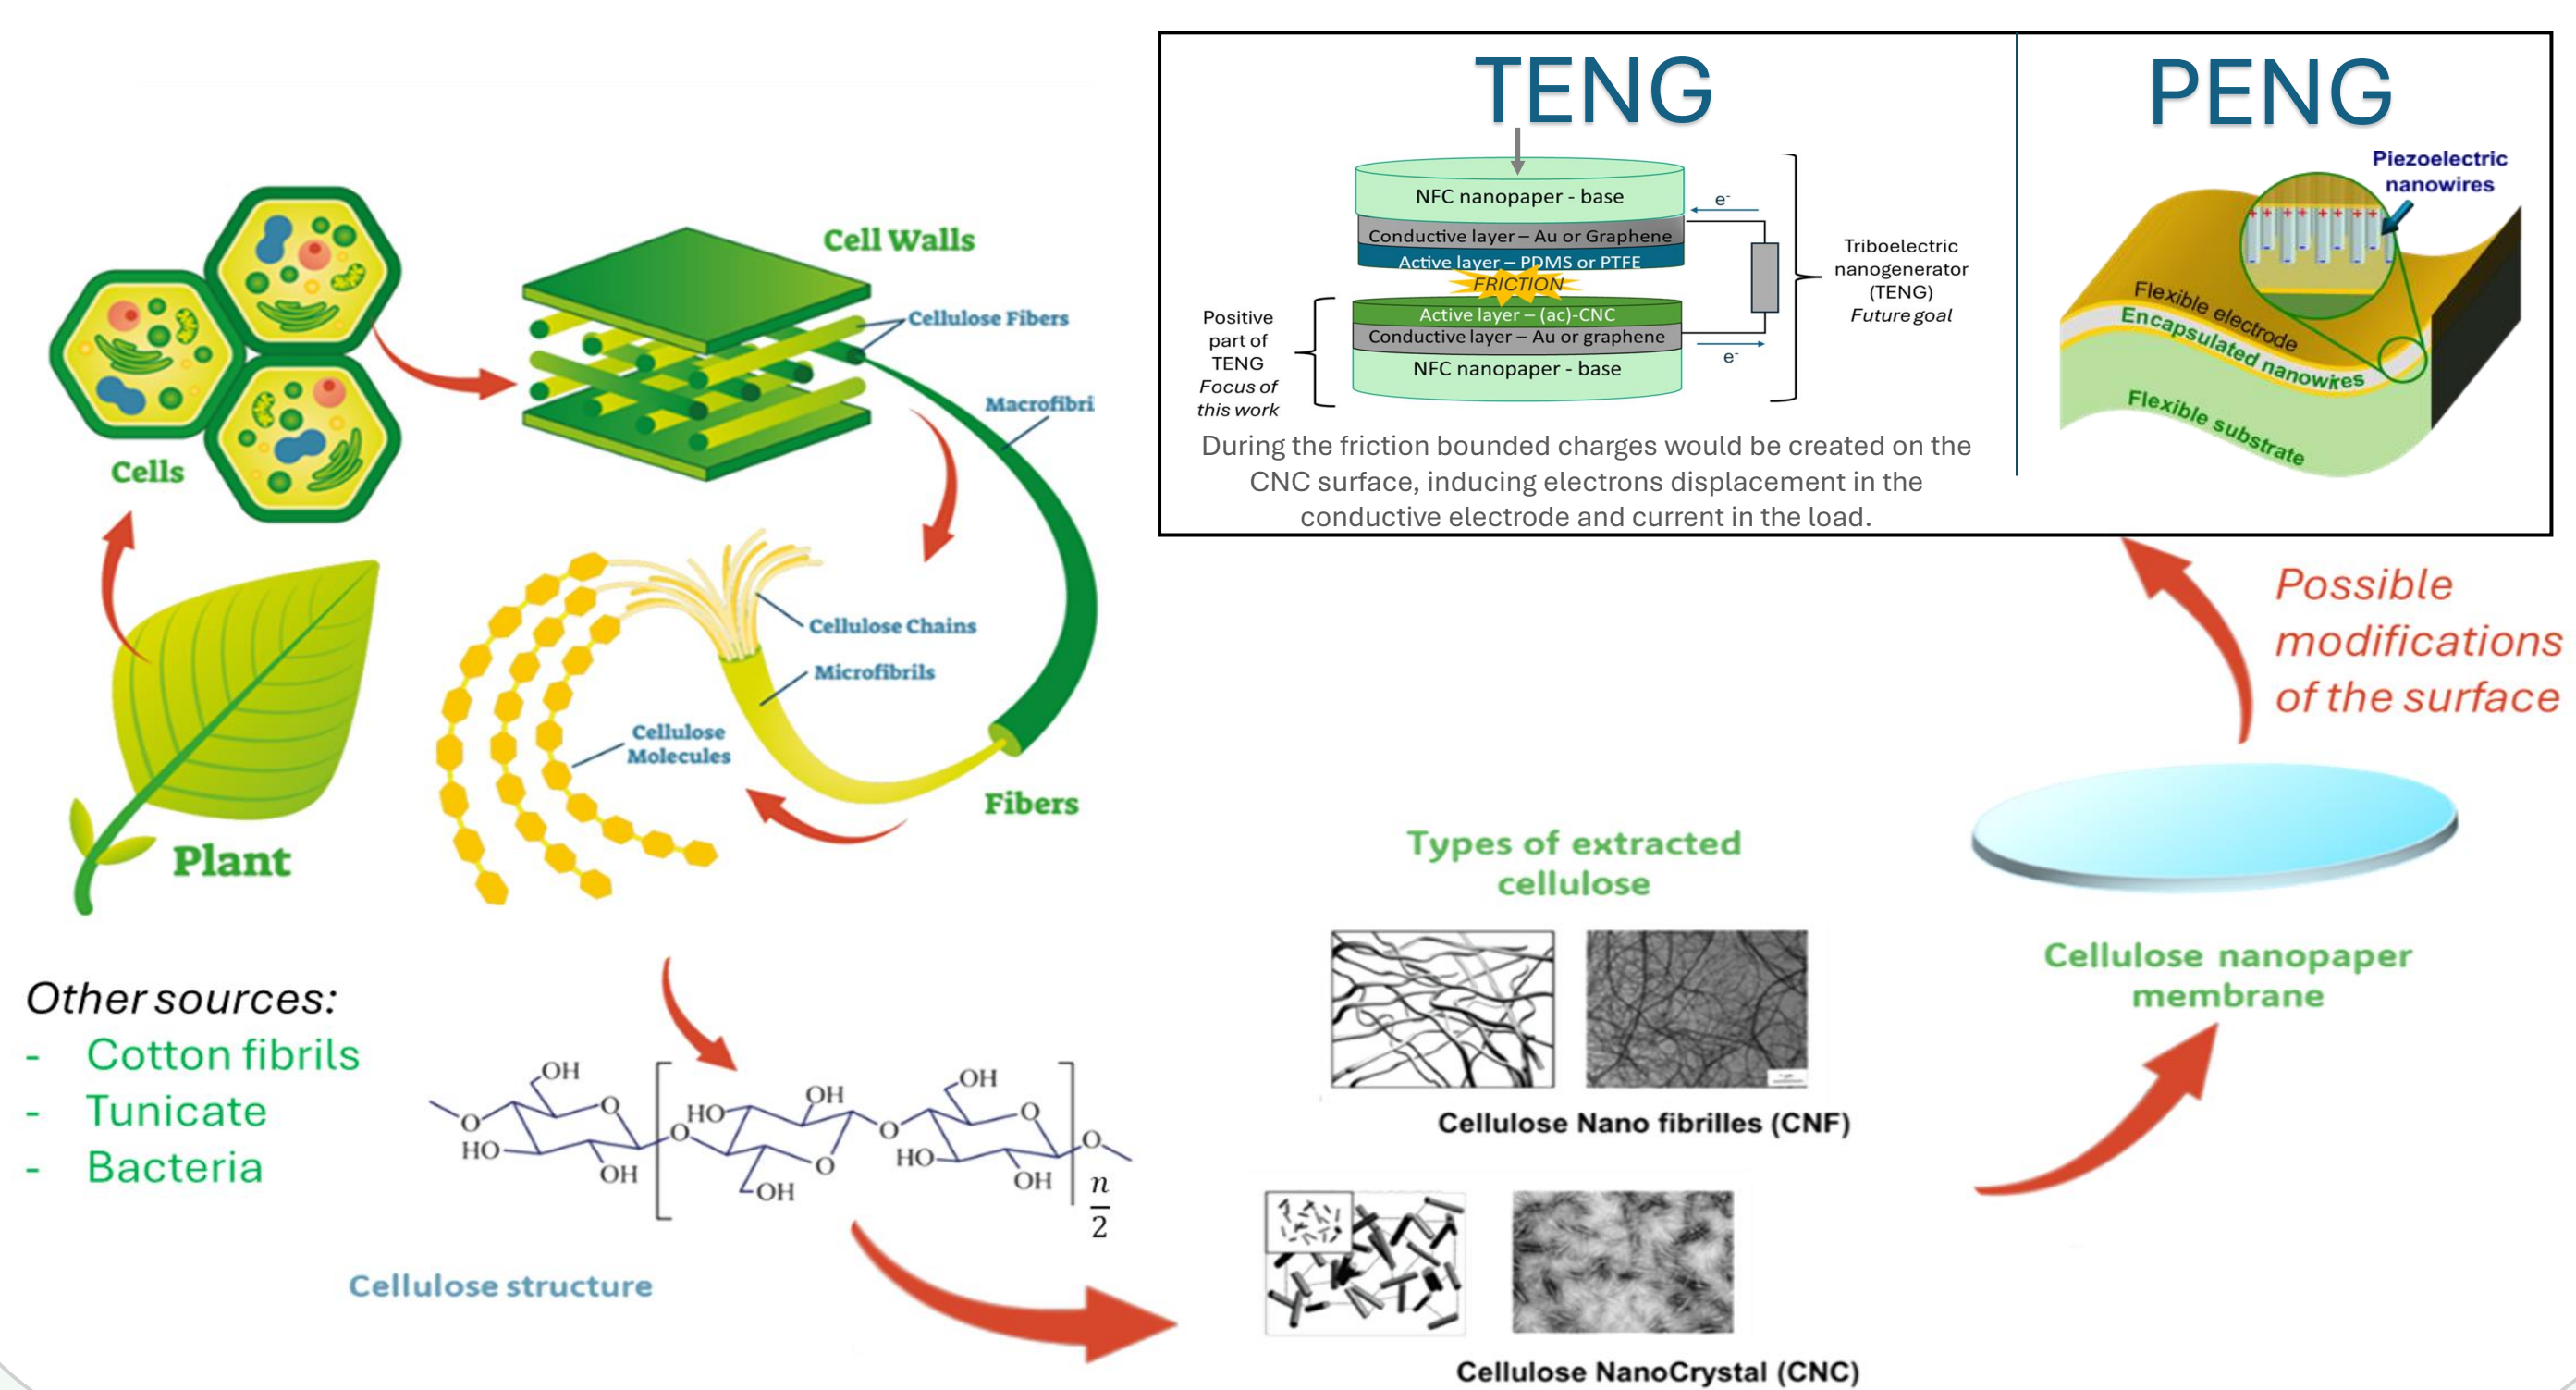 TENG
NFC nanopaper - base
Conductive layer – Au or Graphene
Active layer – PDMS or PTFE
FRICTION
Active layer – (ac)-CNC
Conductive layer – Au or graphene
NFC nanopaper - base
e-
e-
Positive
part of
TENG
Focus of
this work
Triboelectric
nanogenerator
(TENG)
Future goal
During the friction bounded charges would be created on the
CNC surface, inducing electrons displacement in the
conductive electrode and current in the load.
PENG
Piezoelectric
nanowires
+ + + + + + + +
Flexible electrode
Encapsulated nanowires
Flexible substrate
Cells
Cell Walls
Cellulose Fibers
Macrofibri
Cellulose Chains
Microfibrils
Cellulose
Molecules
Fibers
Plant
Other sources:
- Cotton fibrils
- Tunicate
- Bacteria
OH
O
O
HO
OH
O
HO
OH
O
OH
O
OH
O
HO
OH
O
n
2
Cellulose structure
Types of extracted
cellulose
Cellulose Nano fibrilles (CNF)
Cellulose NanoCrystal (CNC)
Cellulose nanopaper
membrane
Possible
modifications
of the surface